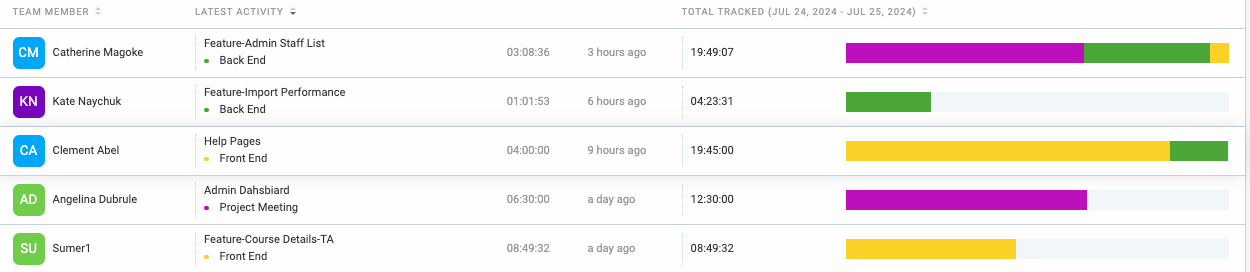 TEAM MEMBER LATEST ACTIVITY TOTAL TRACKED (JUL 24, 2024 - JUL 25, 2024)
Feature-Admin Staff List
CM Catherine Magoke 03:08:36 3 hours ago 19:49:07
Back End
Feature-Import Performance
KN Kate Naychuk 01:01:53 6 hours ago 04:23:31
Back End
Help Pages
CA Clement Abel 04:00:00 9 hours ago 19:45:00
Front End
Admin Dahsbiard
AD Angelina Dubrule 06:30:00 a day ago 12:30:00
Project Meeting
Feature-Course Details-TA
SU Sumer1 08:49:32 a day ago 08:49:32
Front End